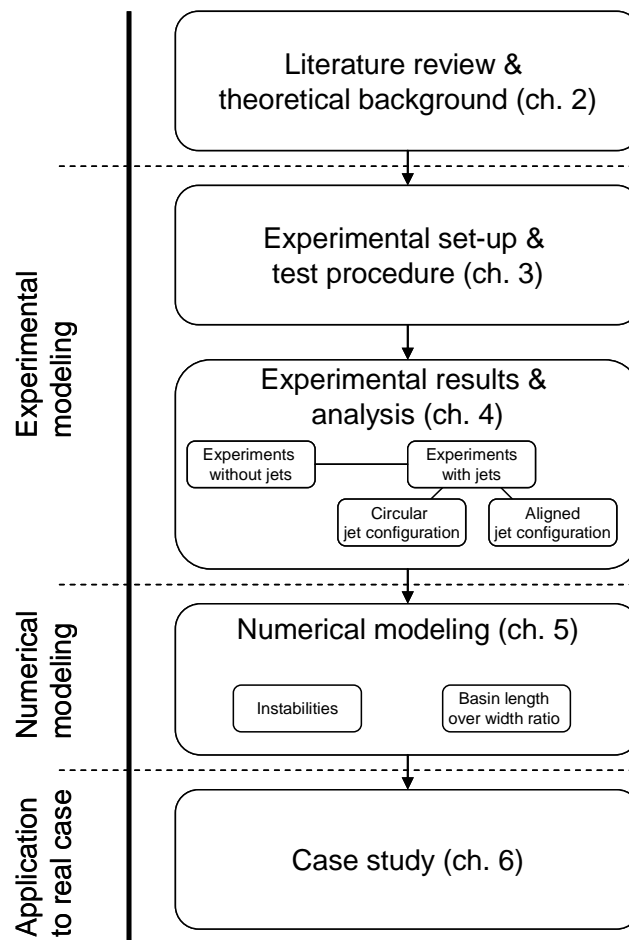 Literature review &
theoretical background (ch. 2)
Experimental
modeling
Experimental set-up &
test procedure (ch. 3)
Experimental results &
analysis (ch. 4)
Experiments
without jets
Experiments
with jets
Circular
jet configuration
Aligned
jet configuration
Numerical
modeling
Numerical modeling (ch. 5)
Instabilities
Basin length
over width ratio
Application
to real case
Case study (ch. 6)